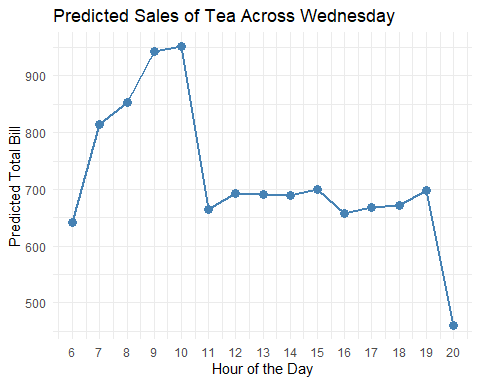 Predicted Sales of Tea Across Wednesday
Predicted Total Bill
900
800
700
600
500
6 7 8 9 10 11 12 13 14 15 16 17 18 19 20
Hour of the Day